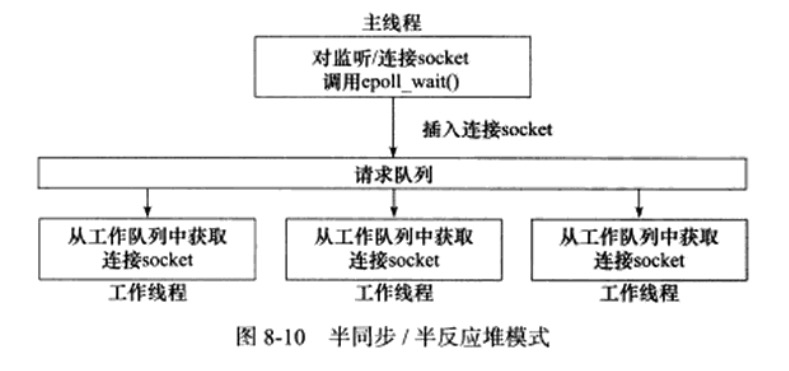 主线程
对监听/连接socket
调用epoll_wait()
插入连接socket
请求队列
从工作队列中获取
连接socket
从工作队列中获取
连接socket
从工作队列中获取
连接socket
工作线程
工作线程
工作线程
图 8-10 半同步 / 半反应堆模式